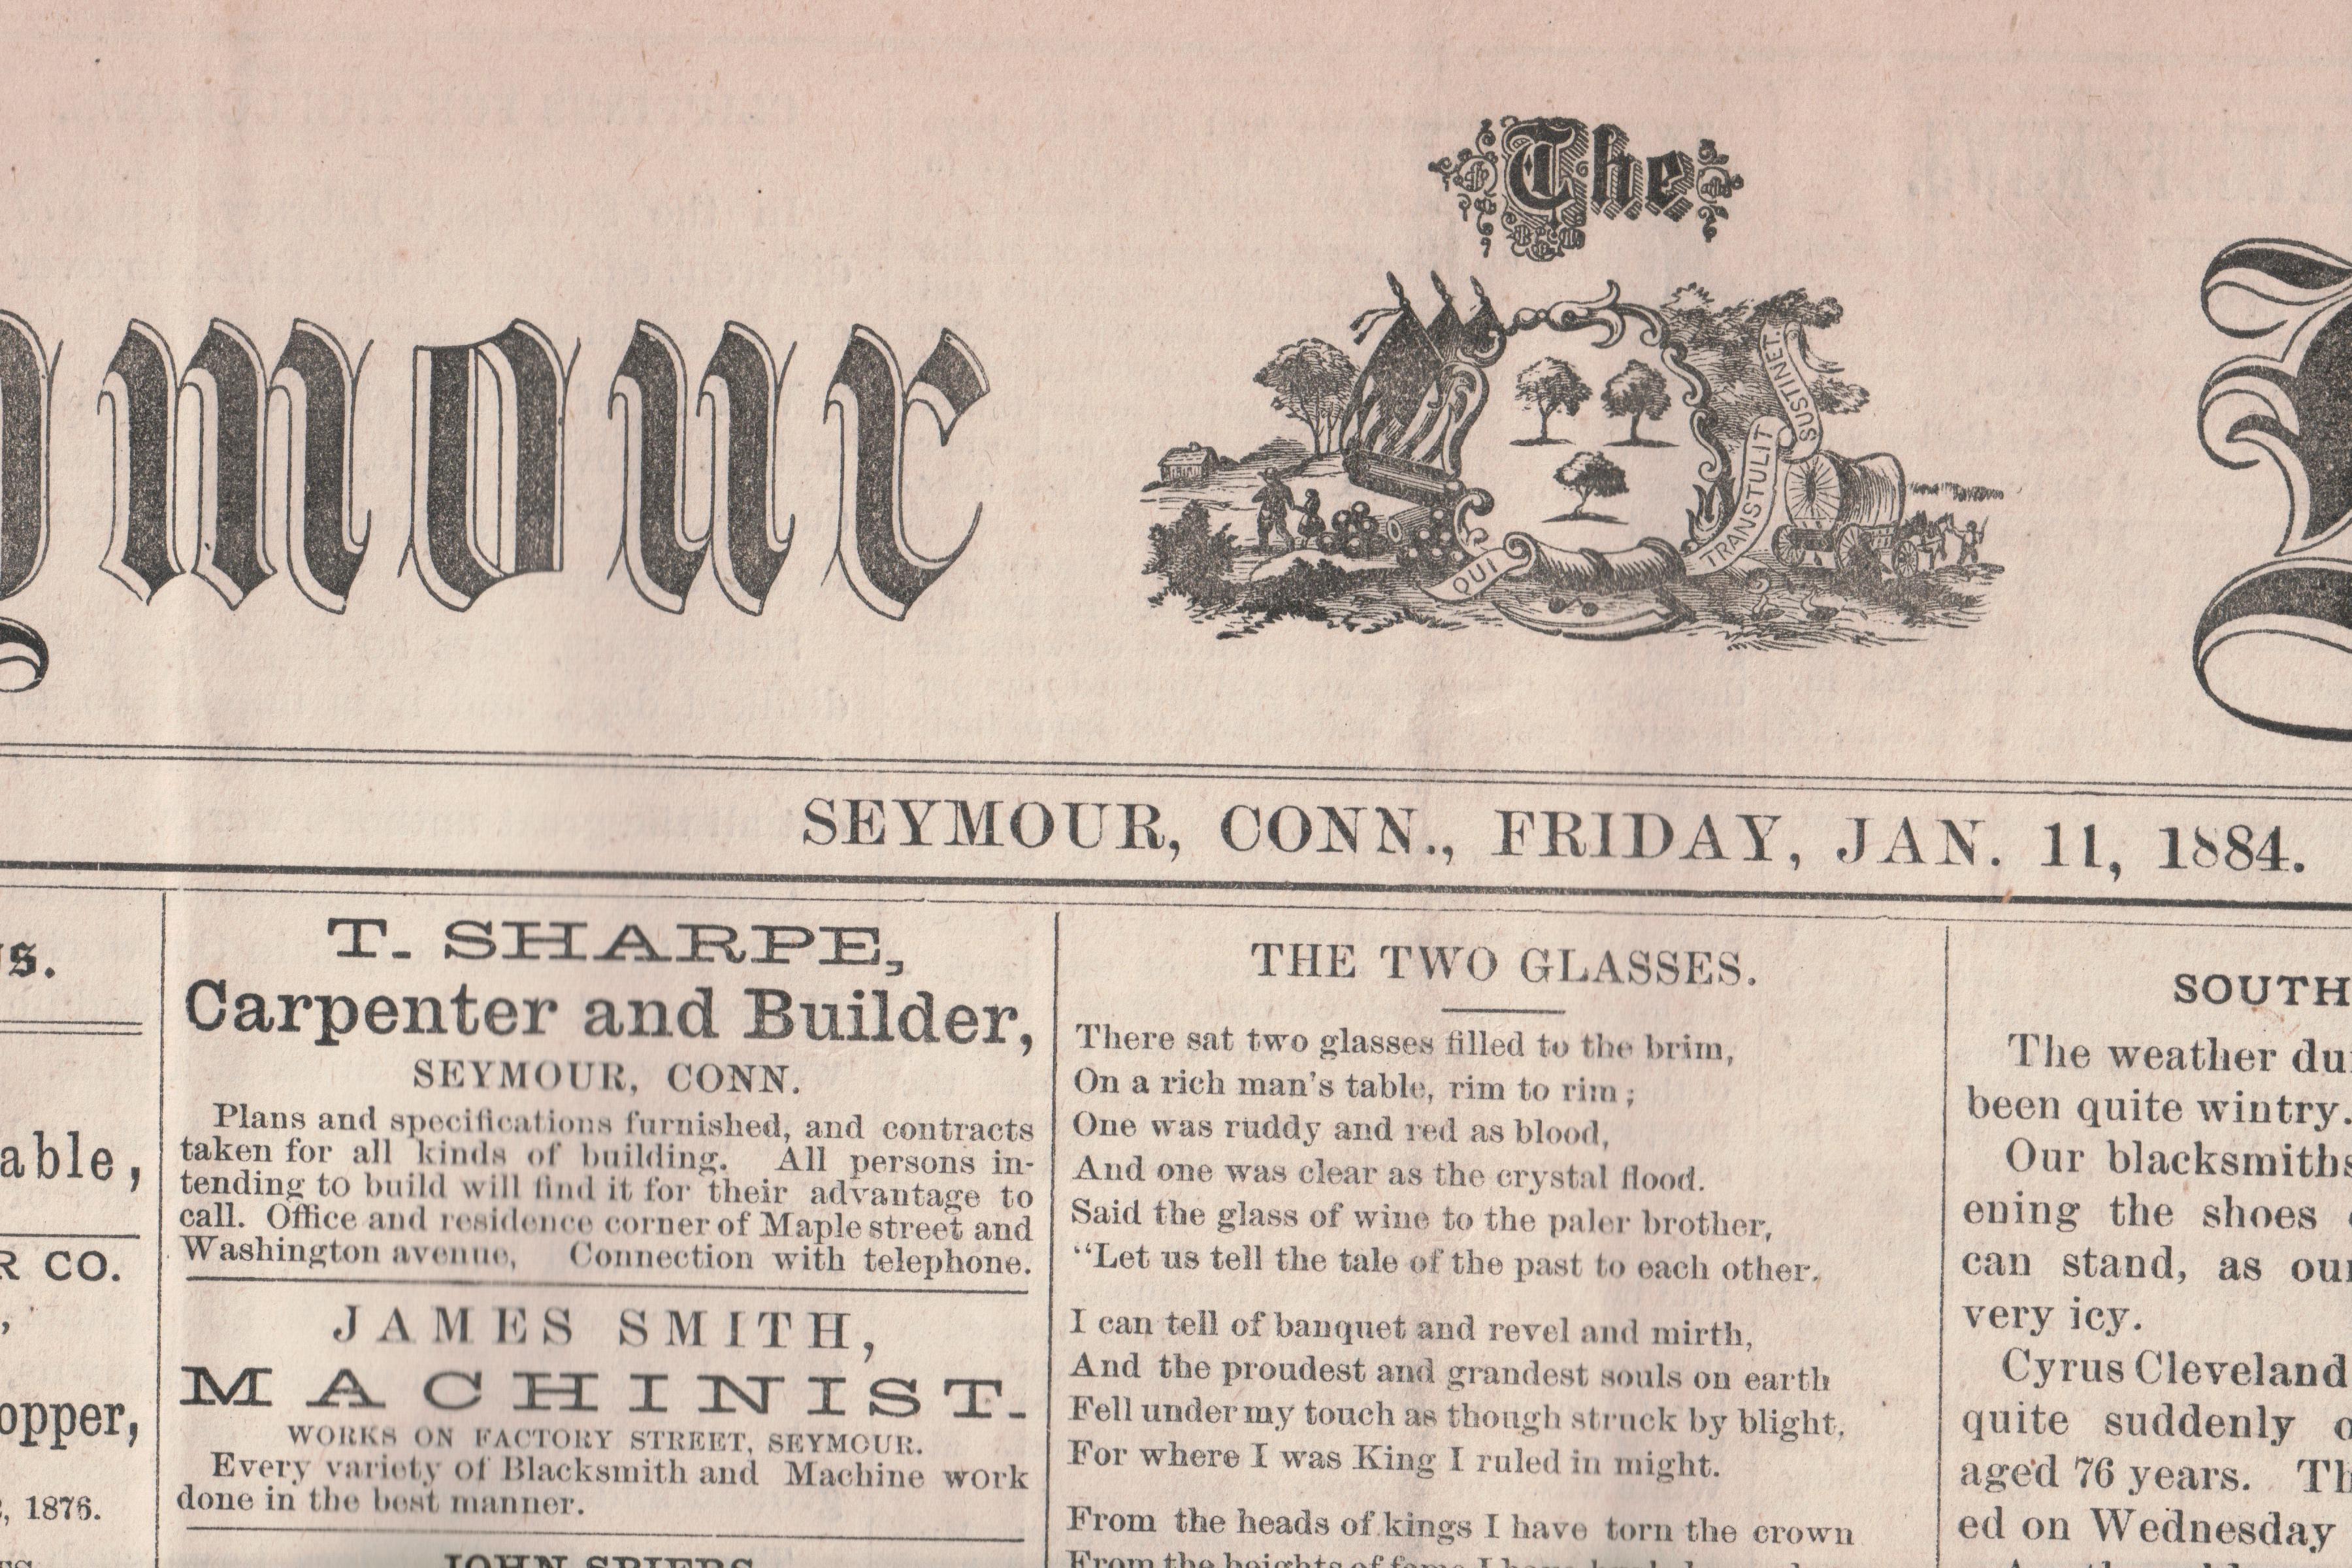 The
ymour
QUI TRANSTULIT SUSTINET.
SEYMOUR, CONN., FRIDAY, JAN. 11, 1884.
s.
able,
R CO.
,
opper,
, 1876.
T. SHARPE,
Carpenter and Builder,
SEYMOUR, CONN.
Plans and specifications furnished, and contracts
taken for all kinds of building. All persons in-
tending to build will find it for their advantage to
call. Office and residence corner of Maple street and
Washington avenue, Connection with telephone.
JAMES SMITH,
MACHINIST.
WORKS ON FACTORY STREET, SEYMOUR.
Every variety of Blacksmith and Machine work
done in the best manner.
JOHN SPIERS
THE TWO GLASSES.
There sat two glasses filled to the brim,
On a rich man's table, rim to rim;
One was ruddy and red as blood,
And one was clear as the crystal flood.
Said the glass of wine to the paler brother,
"Let us tell the tale of the past to each other.
I can tell of banquet and revel and mirth,
And the proudest and grandest souls on earth
Fell under my touch as though struck by blight,
For where I was King I ruled in might.
From the heads of kings I have torn the crown
From the heights of fame I have
SOUTH
The weather du
been quite wintry.
Our blacksmiths
ening the shoes
can stand, as our
very icy.
Cyrus Cleveland
quite suddenly o
aged 76 years. Th
ed on Wednesday